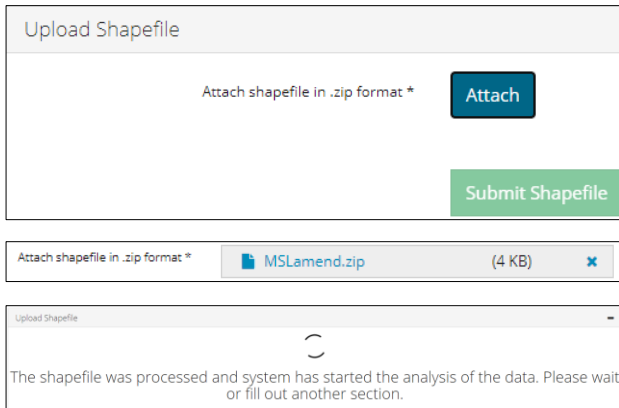 Upload Shapefile
Attach shapefile in .zip format *
Attach
Submit Shapefile
Attach shapefile in .zip format * MSLamend.zip (4 KB) ×
Upload Shapefile
The shapefile was processed and system has started the analysis of the data. Please wait
or fill out another section.